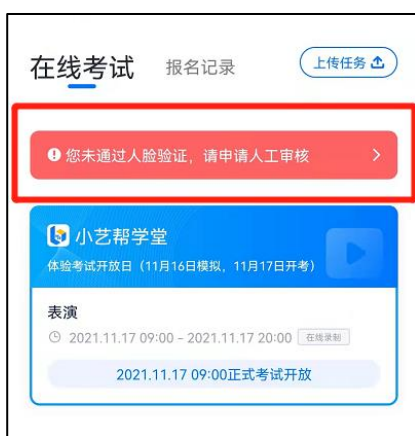 在线考试 报名记录 上传任务
您未通过人脸验证，请申请人工审核
小艺帮学堂
体验考试开放日（11月16日模拟，11月17日开考）
表演
2021.11.17 09:00 - 2021.11.17 20:00 在线录制
2021.11.17 09:00正式考试开放